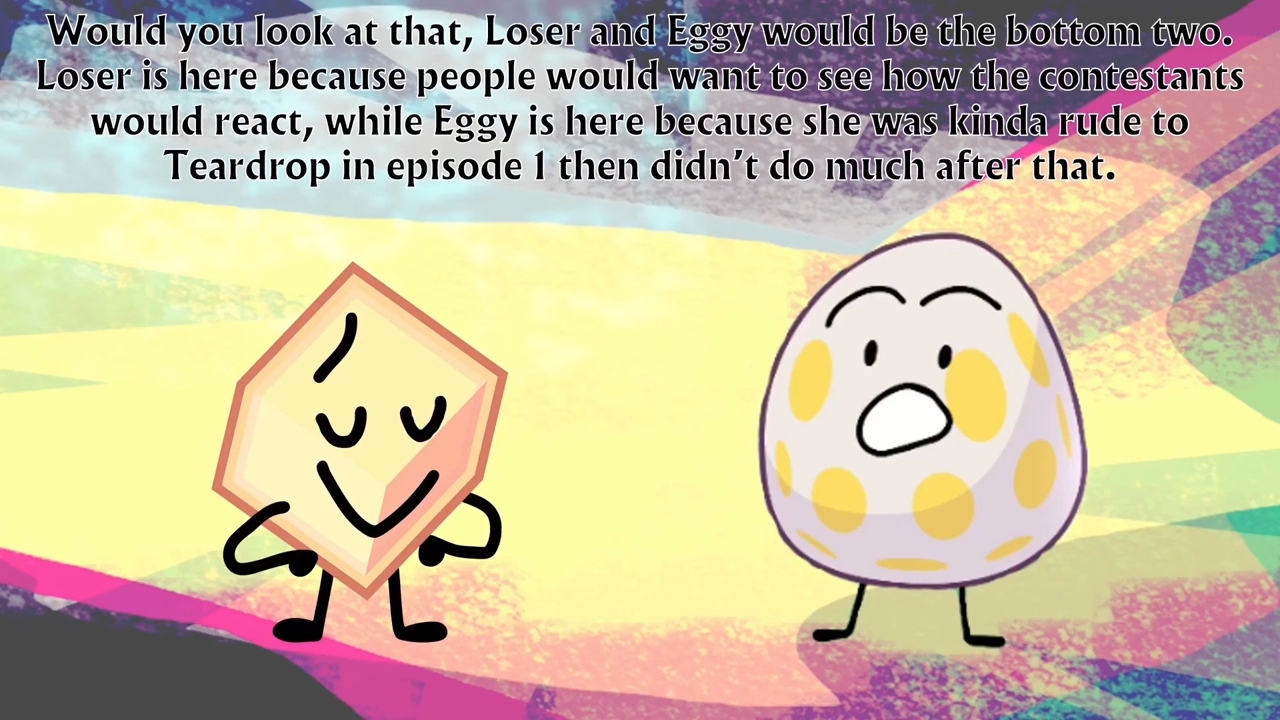 Would you look at that, Loser and Eggy would be the bottom two.
Loser is here because people would want to see how the contestants
would react, while Eggy is here because she was kinda rude to
Teardrop in episode 1 then didn't do much after that.